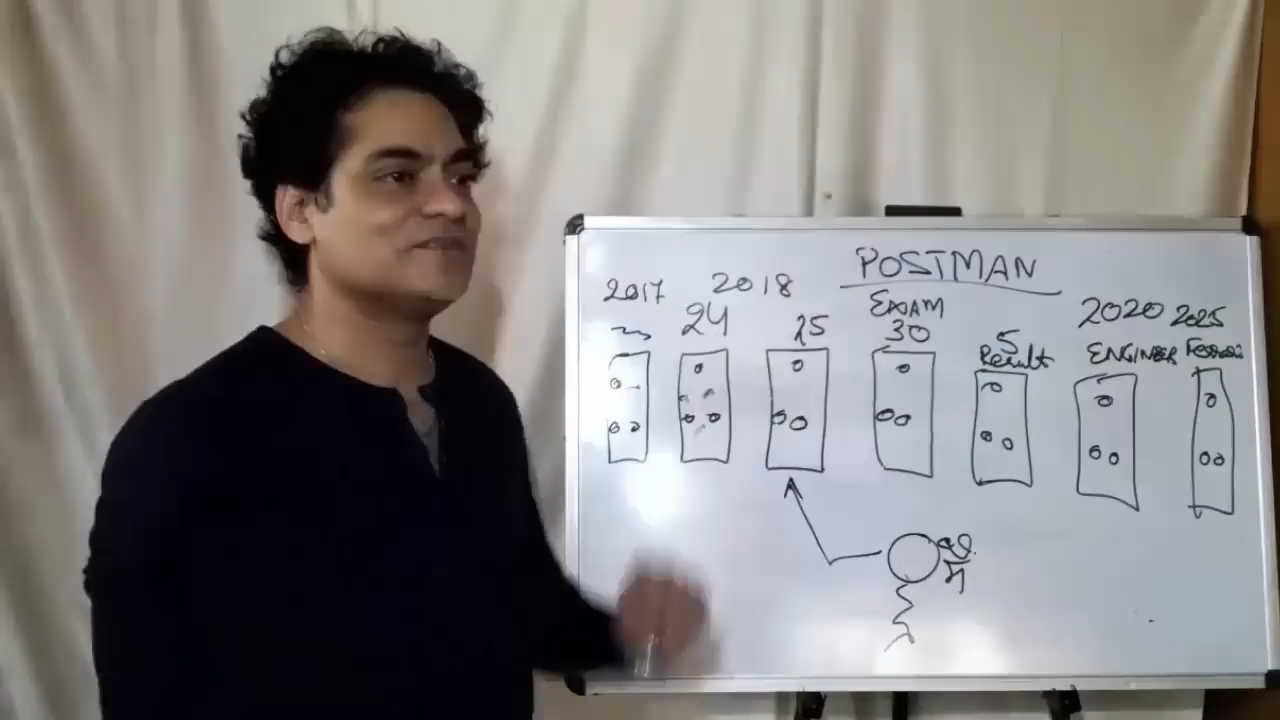 POSTMAN
2017 2018
24 25
EXAM
30
5
Result
2020
ENGINEER
2025
मैं